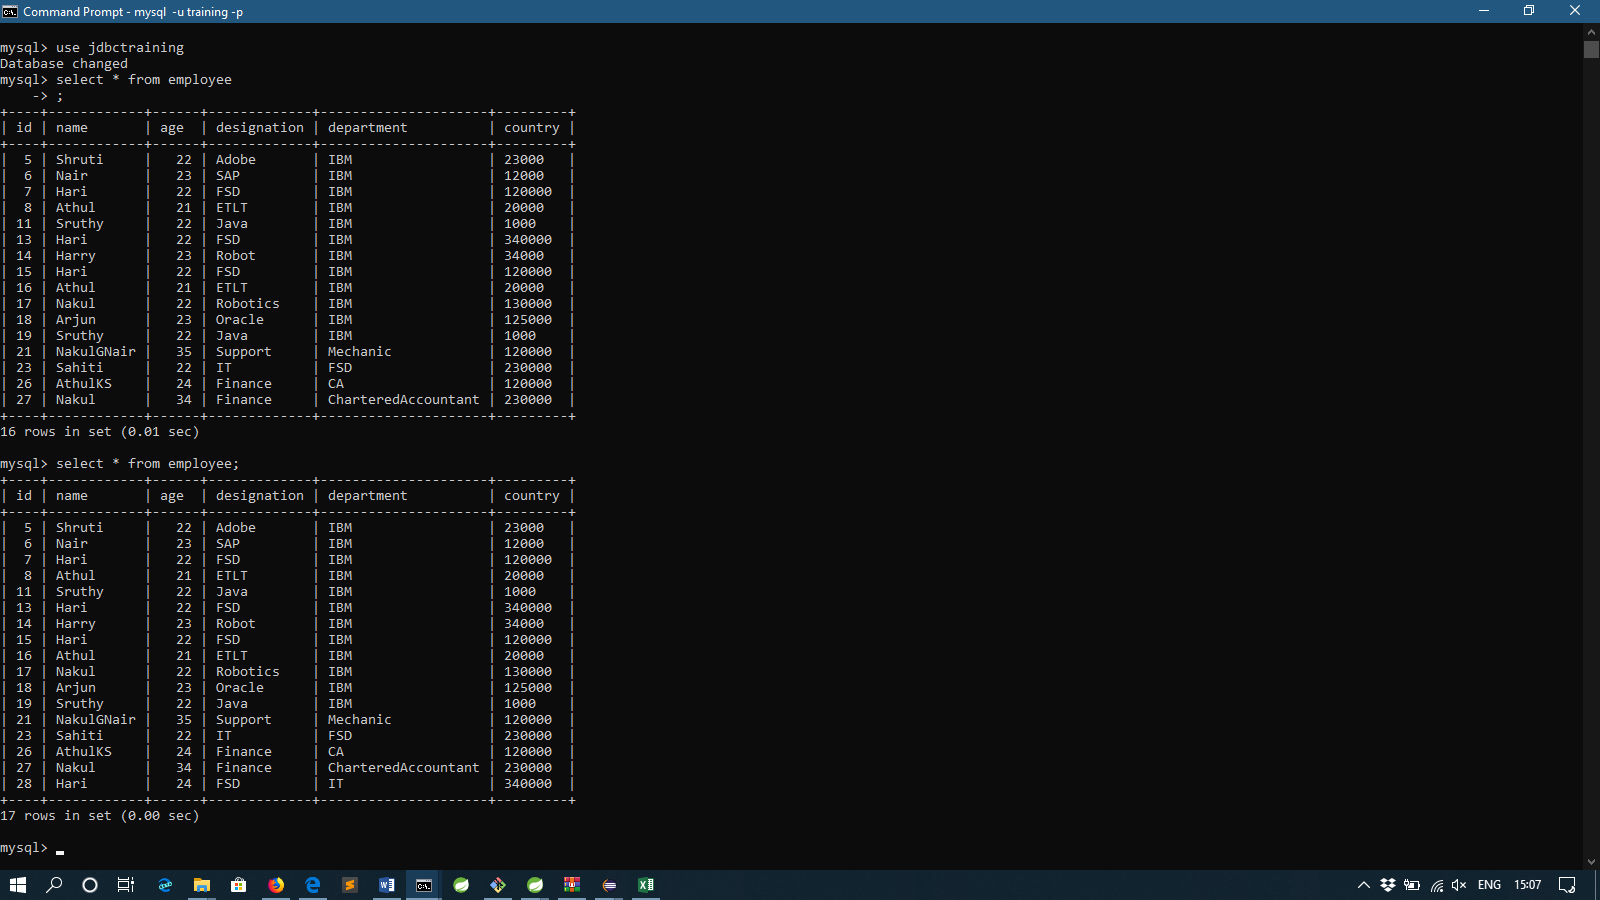 Command Prompt - mysql  -u training -p
mysql> use jdbctraining
Database changed
mysql> select * from employee
    -> ;
+----+------------+------+-------------+---------------------+---------+
| id | name       | age  | designation | department          | country |
+----+------------+------+-------------+---------------------+---------+
|  5 | Shruti     |   22 | Adobe       | IBM                 | 23000   |
|  6 | Nair       |   23 | SAP         | IBM                 | 12000   |
|  7 | Hari       |   22 | FSD         | IBM                 | 120000  |
|  8 | Athul      |   21 | ETLT        | IBM                 | 20000   |
| 11 | Sruthy     |   22 | Java        | IBM                 | 1000    |
| 13 | Hari       |   22 | FSD         | IBM                 | 340000  |
| 14 | Harry      |   23 | Robot       | IBM                 | 34000   |
| 15 | Hari       |   22 | FSD         | IBM                 | 120000  |
| 16 | Athul      |   21 | ETLT        | IBM                 | 20000   |
| 17 | Nakul      |   22 | Robotics    | IBM                 | 130000  |
| 18 | Arjun      |   23 | Oracle      | IBM                 | 125000  |
| 19 | Sruthy     |   22 | Java        | IBM                 | 1000    |
| 21 | NakulGNair |   35 | Support     | Mechanic            | 120000  |
| 23 | Sahiti     |   22 | IT          | FSD                 | 230000  |
| 26 | AthulKS    |   24 | Finance     | CA                  | 120000  |
| 27 | Nakul      |   34 | Finance     | CharteredAccountant | 230000  |
+----+------------+------+-------------+---------------------+---------+
16 rows in set (0.01 sec)
mysql> select * from employee;
+----+------------+------+-------------+---------------------+---------+
| id | name       | age  | designation | department          | country |
+----+------------+------+-------------+---------------------+---------+
|  5 | Shruti     |   22 | Adobe       | IBM                 | 23000   |
|  6 | Nair       |   23 | SAP         | IBM                 | 12000   |
|  7 | Hari       |   22 | FSD         | IBM                 | 120000  |
|  8 | Athul      |   21 | ETLT        | IBM                 | 20000   |
| 11 | Sruthy     |   22 | Java        | IBM                 | 1000    |
| 13 | Hari       |   22 | FSD         | IBM                 | 340000  |
| 14 | Harry      |   23 | Robot       | IBM                 | 34000   |
| 15 | Hari       |   22 | FSD         | IBM                 | 120000  |
| 16 | Athul      |   21 | ETLT        | IBM                 | 20000   |
| 17 | Nakul      |   22 | Robotics    | IBM                 | 130000  |
| 18 | Arjun      |   23 | Oracle      | IBM                 | 125000  |
| 19 | Sruthy     |   22 | Java        | IBM                 | 1000    |
| 21 | NakulGNair |   35 | Support     | Mechanic            | 120000  |
| 23 | Sahiti     |   22 | IT          | FSD                 | 230000  |
| 26 | AthulKS    |   24 | Finance     | CA                  | 120000  |
| 27 | Nakul      |   34 | Finance     | CharteredAccountant | 230000  |
| 28 | Hari       |   24 | FSD         | IT                  | 340000  |
+----+------------+------+-------------+---------------------+---------+
17 rows in set (0.00 sec)
mysql>
ENG 15:07